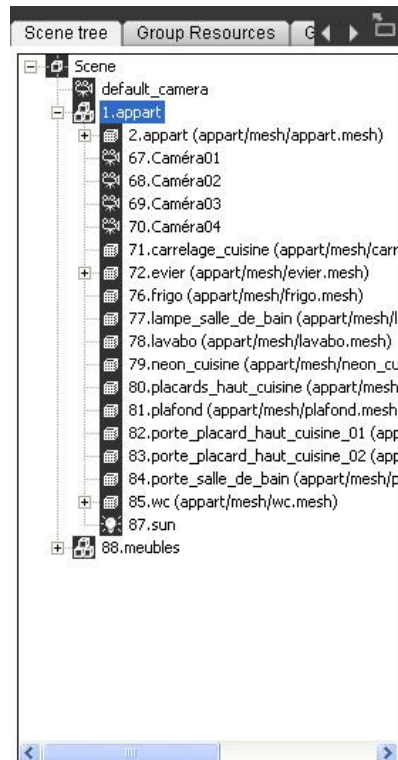 Scene tree Group Resources G
Scene
default_camera
1.appart
2.appart (appart/mesh/appart.mesh)
67.Caméra01
68.Caméra02
69.Caméra03
70.Caméra04
71.carrelage_cuisine (appart/mesh/carr
72.evier (appart/mesh/evier.mesh)
76.frigo (appart/mesh/frigo.mesh)
77.lampe_salle_de_bain (appart/mesh/l
78.lavabo (appart/mesh/lavabo.mesh)
79.neon_cuisine (appart/mesh/neon_cu
80.placards_haut_cuisine (appart/mesh
81.plafond (appart/mesh/plafond.mesh
82.porte_placard_haut_cuisine_01 (app
83.porte_placard_haut_cuisine_02 (app
84.porte_salle_de_bain (appart/mesh/p
85.wc (appart/mesh/wc.mesh)
87.sun
88.meubles